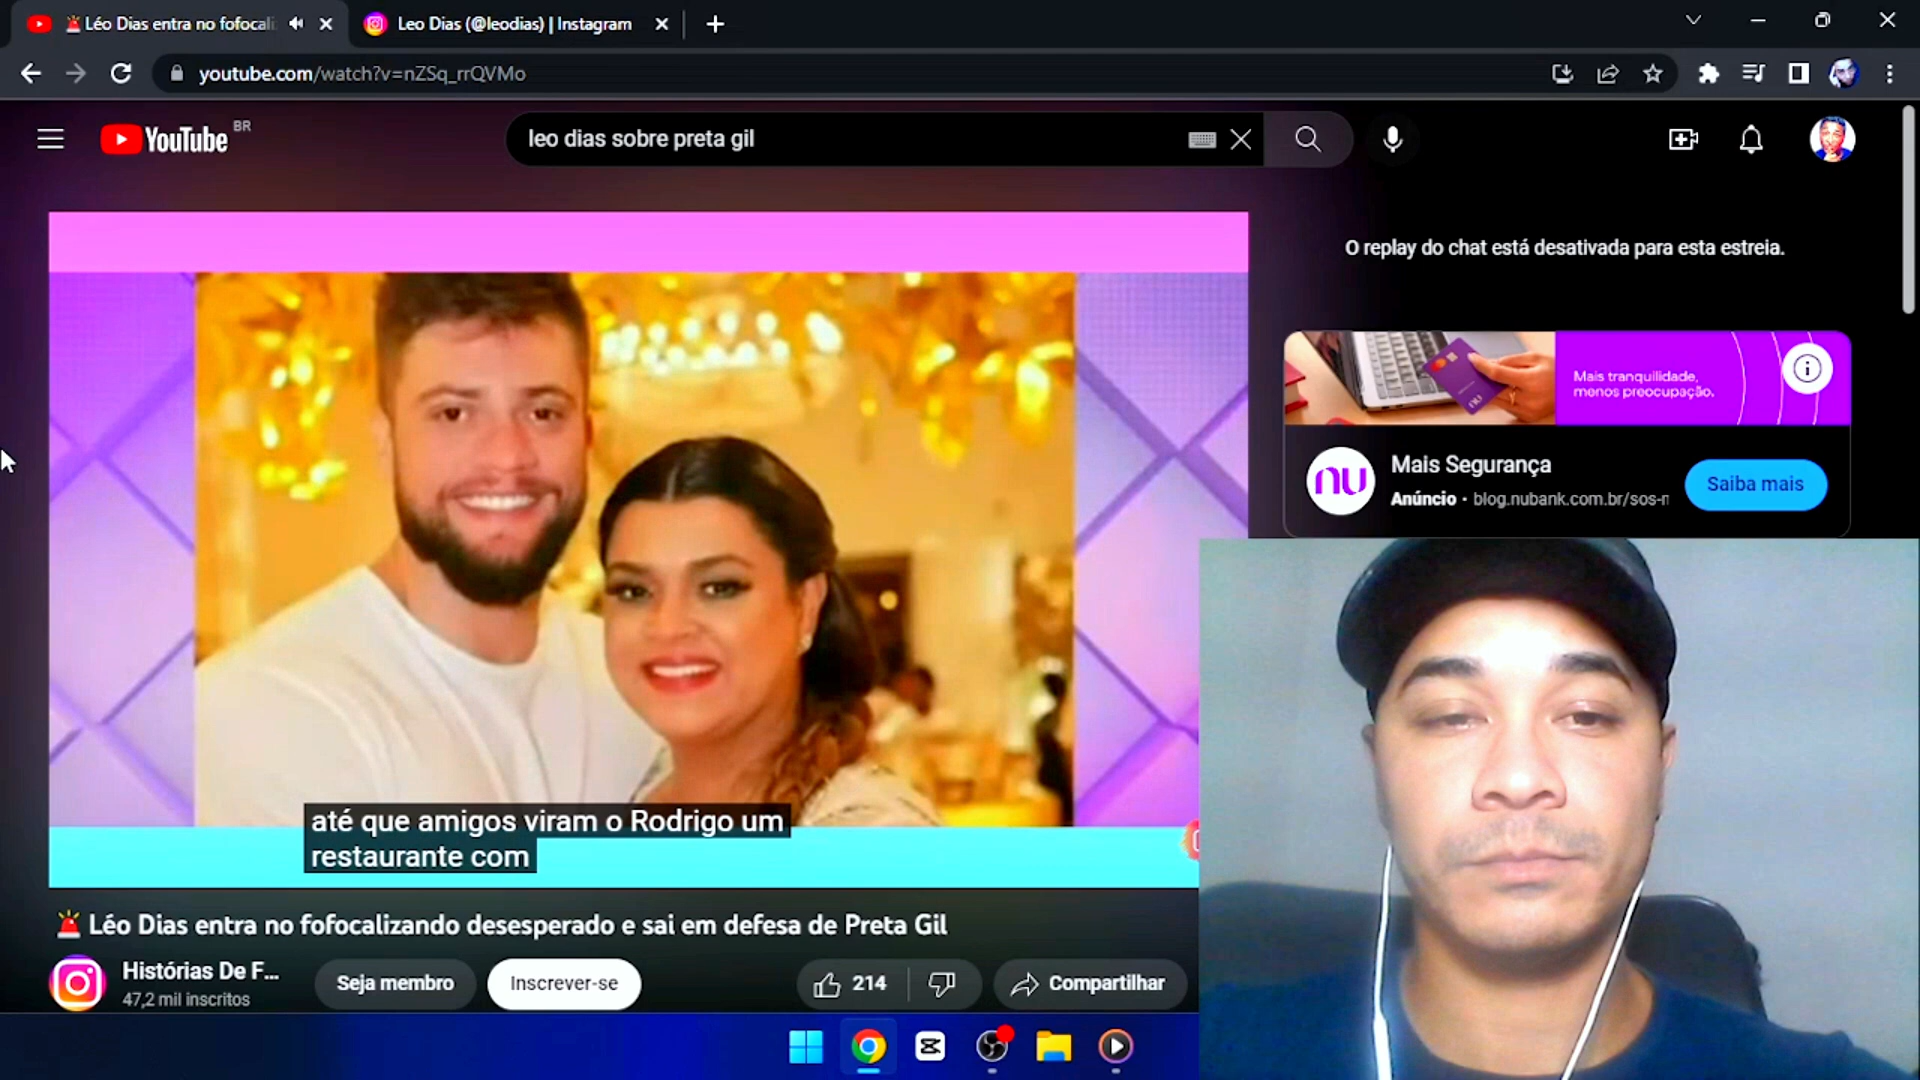 🚨Léo Dias entra no fofocali
Leo Dias (@leodias) | Instagram
youtube.com/watch?v=nZSq_rrQVMo
YouTube BR
leo dias sobre preta gil
O replay do chat está desativada para esta estreia.
Mais tranquilidade,
menos preocupação.
nu
nu
Mais Segurança
Anúncio · blog.nubank.com.br/sos-n
Saiba mais
até que amigos viram o Rodrigo um
restaurante com
🚨 Léo Dias entra no fofocalizando desesperado e sai em defesa de Preta Gil
Histórias De F...
47,2 mil inscritos
Seja membro
Inscrever-se
214
Compartilhar